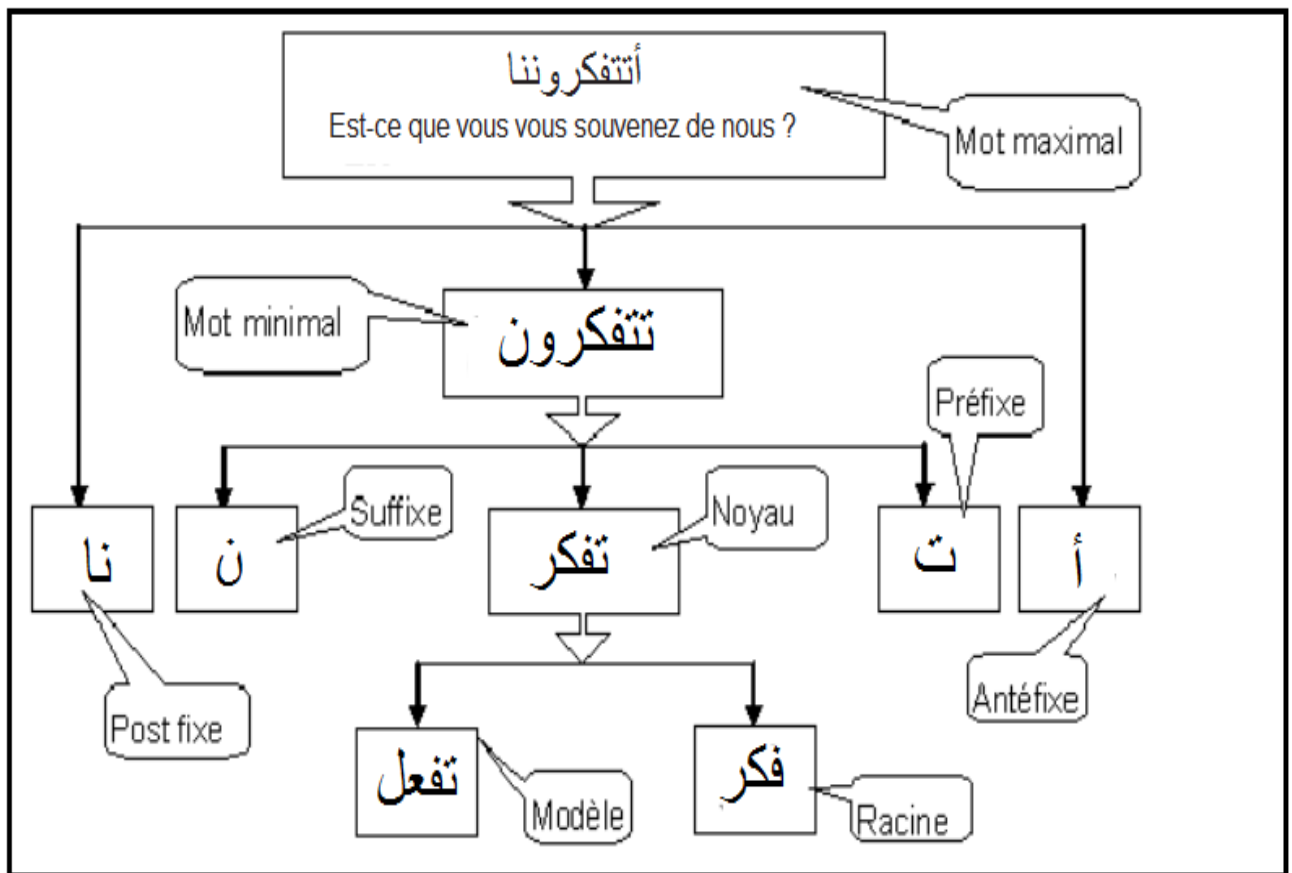 أتتفكروننا
Est-ce que vous vous souvenez de nous ?
Mot maximal
Mot minimal
تتفكرون
Préfixe
Suffixe
Noyau
نا
ن
تفكر
ت
أ
Post fixe
Antéfixe
تفعل
فكر
Modèle
Racine